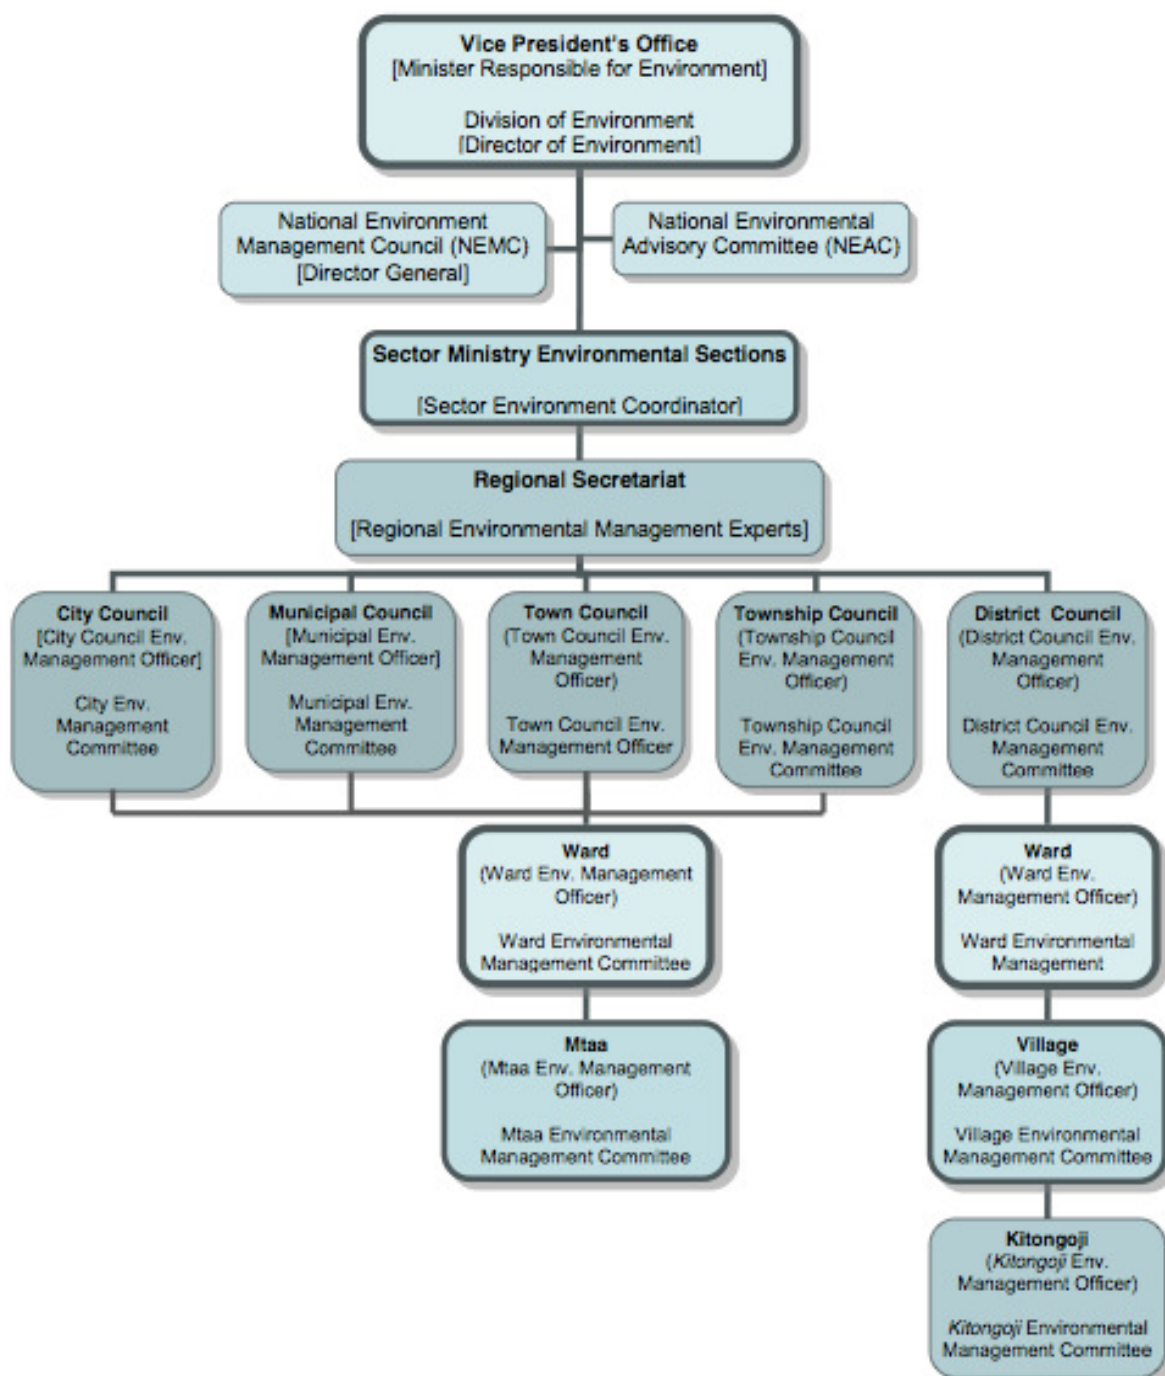 Vice President's Office
[Minister Responsible for Environment]
Division of Environment
[Director of Environment]
National Environment
Management Council (NEMC)
[Director General]
National Environmental
Advisory Committee (NEAC)
Sector Ministry Environmental Sections
[Sector Environment Coordinator]
Regional Secretariat
[Regional Environmental Management Experts]
City Council
[City Council Env.
Management Officer]
City Env.
Management
Committee
Municipal Council
[Municipal Env.
Management Officer]
Municipal Env.
Management
Committee
Town Council
(Town Council Env.
Management
Officer)
Town Council Env.
Management Officer
Township Council
(Township Council
Env. Management
Officer)
Township Council
Env. Management
Committee
District Council
(District Council Env.
Management
Officer)
District Council Env.
Management
Committee
Ward
(Ward Env. Management
Officer)
Ward Environmental
Management Committee
Mtaa
(Mtaa Env. Management
Officer)
Mtaa Environmental
Management Committee
Ward
(Ward Env.
Management Officer)
Ward Environmental
Management
Village
(Village Env.
Management Officer)
Village Environmental
Management Committee
Kitongoji
(Kitongoji Env.
Management Officer)
Kitongoji Environmental
Management Committee